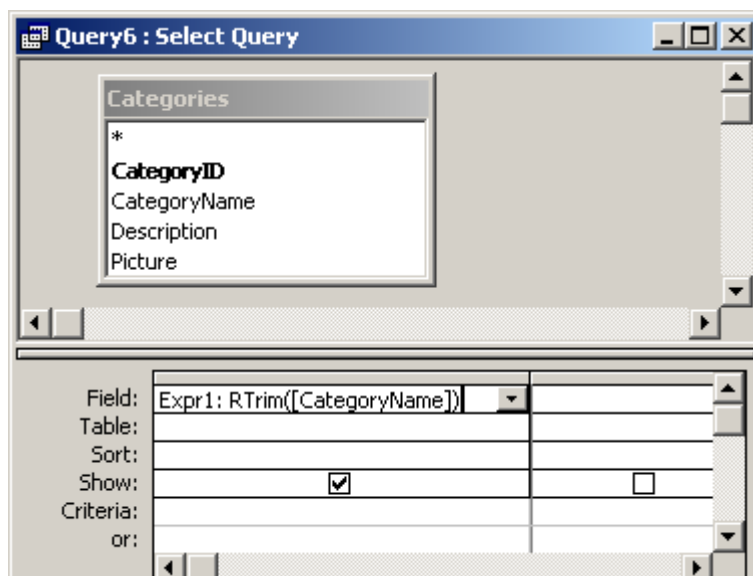 Query6 : Select Query
Categories
*
CategoryID
CategoryName
Description
Picture
Field: Expr1: RTrim([CategoryName])
Table:
Sort:
Show:
Criteria:
or: